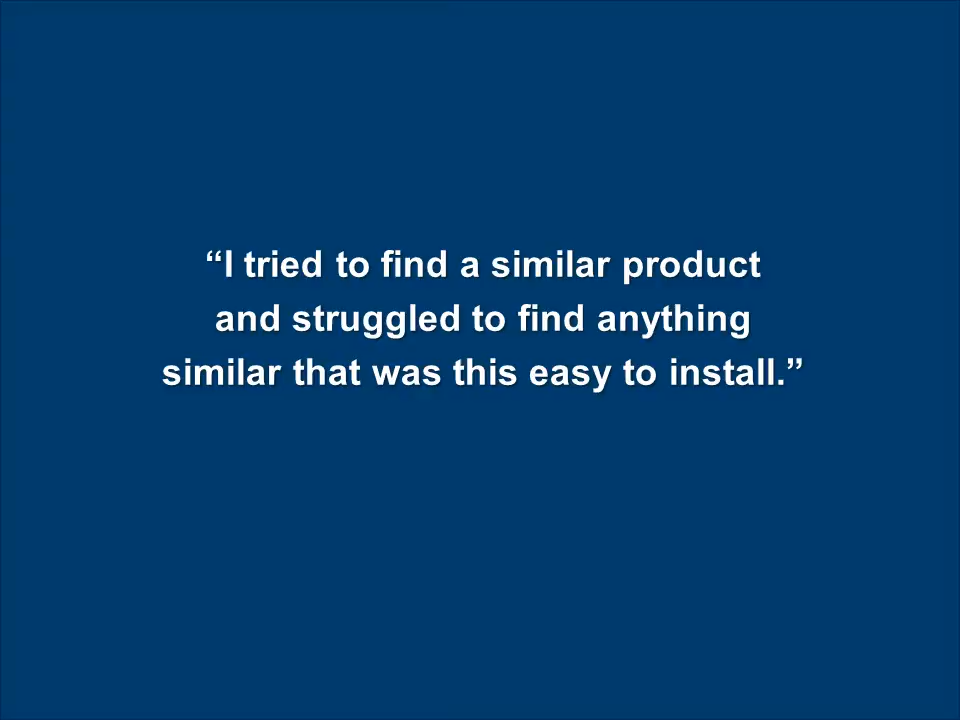 “I tried to find a similar product
and struggled to find anything
similar that was this easy to install.”